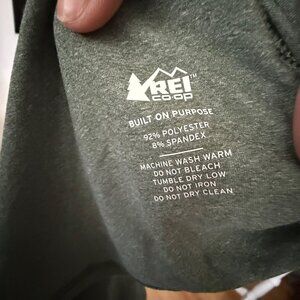 REI™
CO·OP
BUILT ON PURPOSE
92% POLYESTER
8% SPANDEX
MACHINE WASH WARM
DO NOT BLEACH
TUMBLE DRY LOW
DO NOT IRON
DO NOT DRY CLEAN